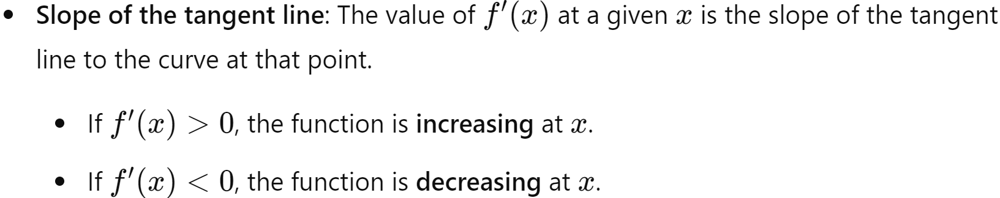 • Slope of the tangent line: The value of f′(x) at a given x is the slope of the tangent
line to the curve at that point.
• If f′(x) > 0, the function is increasing at x.
• If f′(x) < 0, the function is decreasing at x.